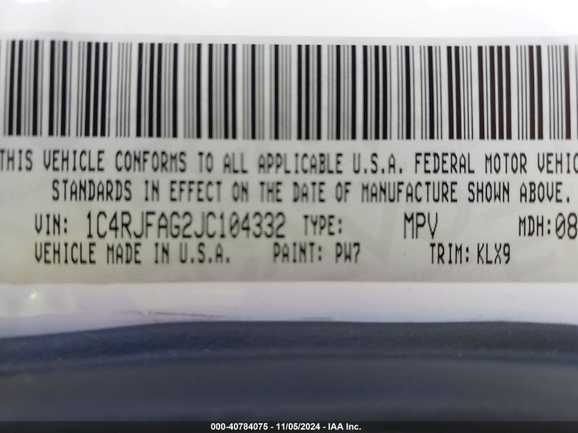 THIS VEHICLE CONFORMS TO ALL APPLICABLE U.S.A. FEDERAL MOTOR VEHIC
STANDARDS IN EFFECT ON THE DATE OF MANUFACTURE SHOWN ABOVE.
VIN: 1C4RJFAG2JC104332 TYPE: MPV MDH:08
VEHICLE MADE IN U.S.A. PAINT: PW7 TRIM: KLX9
000-40784075 - 11/05/2024 - IAA Inc.